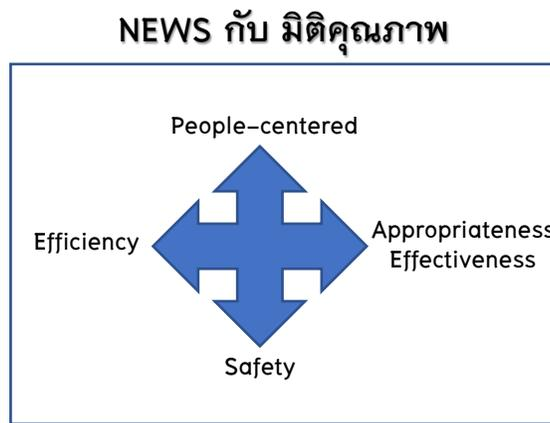 NEWS กับ มิติคุณภาพ
People-centered
Efficiency
Appropriateness
Effectiveness
Safety